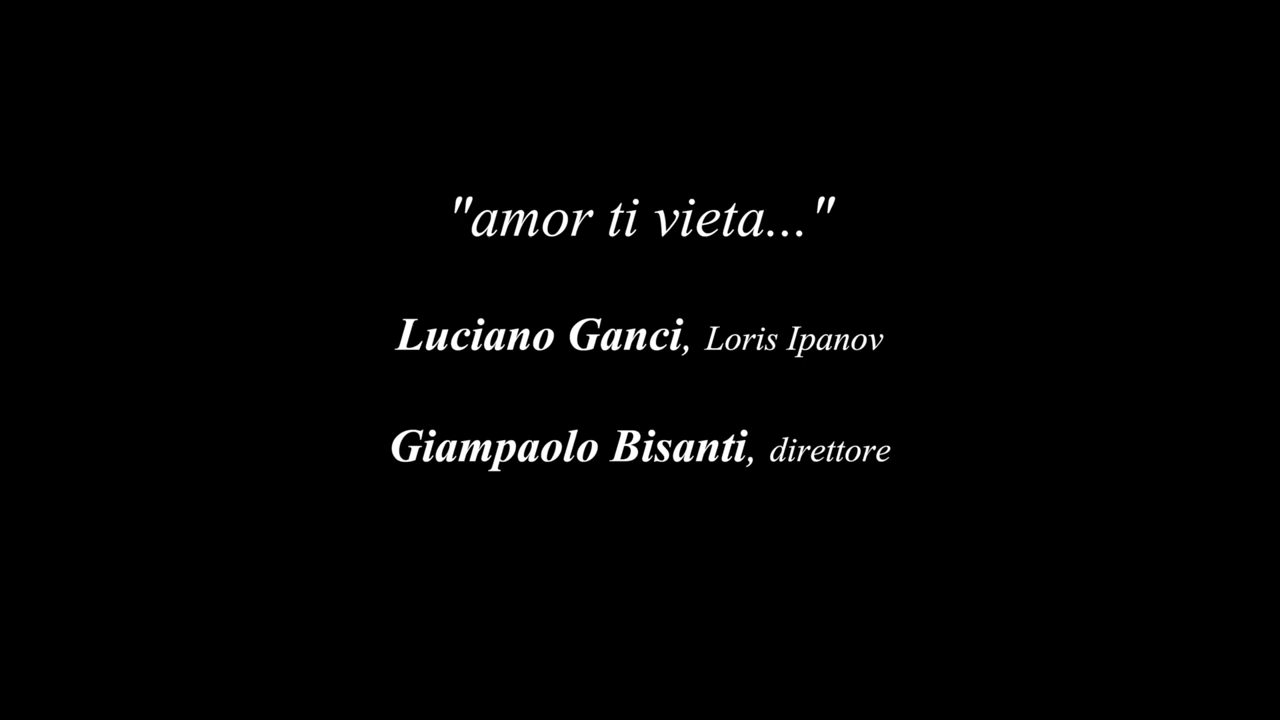 "amor ti vieta..."
Luciano Ganci, Loris Ipanov
Giampaolo Bisanti, direttore